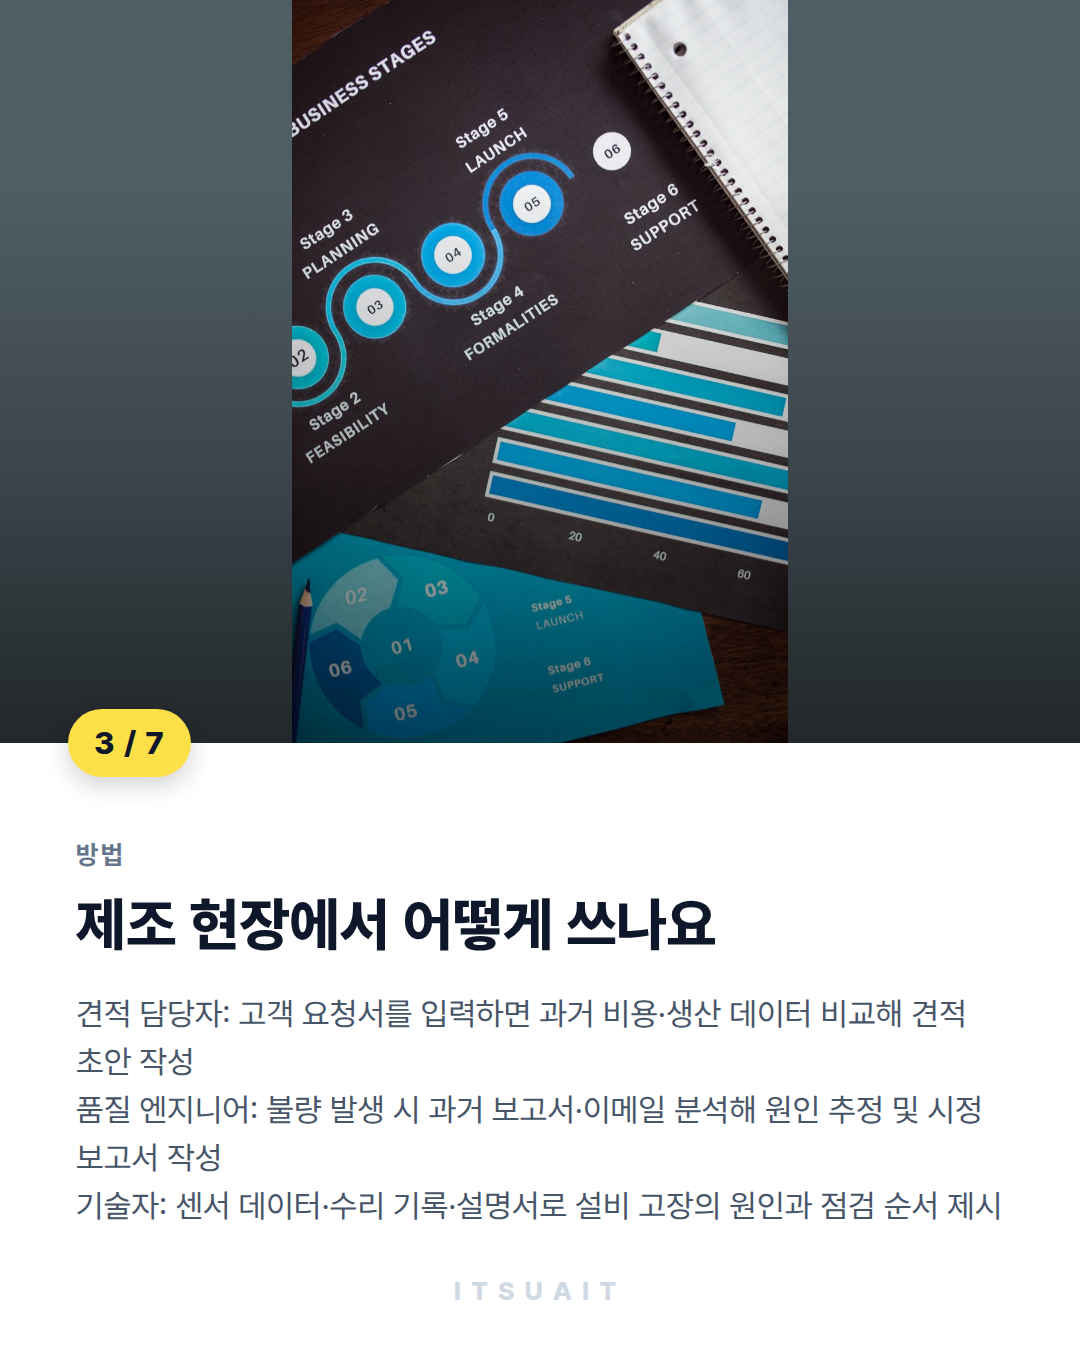 BUSINESS STAGES
Stage 5
LAUNCH
06
05
Stage 6
SUPPORT
Stage 3
PLANNING
04
03
Stage 4
FORMALITIES
02
Stage 2
FEASIBILITY
0
20
40
60
02
03
01
04
06
05
Stage 5
LAUNCH
Stage 6
SUPPORT
3 / 7
방법
제조 현장에서 어떻게 쓰나요
견적 담당자: 고객 요청서를 입력하면 과거 비용·생산 데이터 비교해 견적
초안 작성
품질 엔지니어: 불량 발생 시 과거 보고서·이메일 분석해 원인 추정 및 시정
보고서 작성
기술자: 센서 데이터·수리 기록·설명서로 설비 고장의 원인과 점검 순서 제시
ITSUAIT